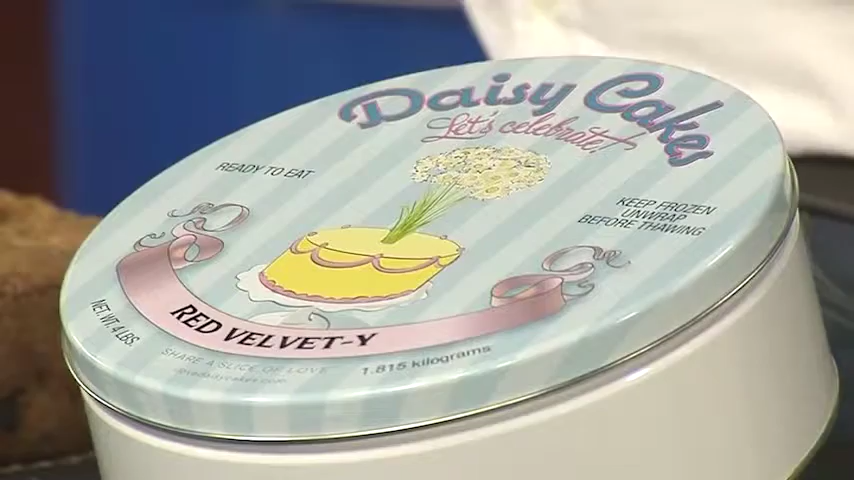 Daisy Cakes
Let's celebrate!
READY TO EAT
KEEP FROZEN
UNWRAP
BEFORE THAWING
RED VELVET-Y
NET. WT. 4 LBS.
SHARE A SLICE OF LOVE
1.815 kilograms